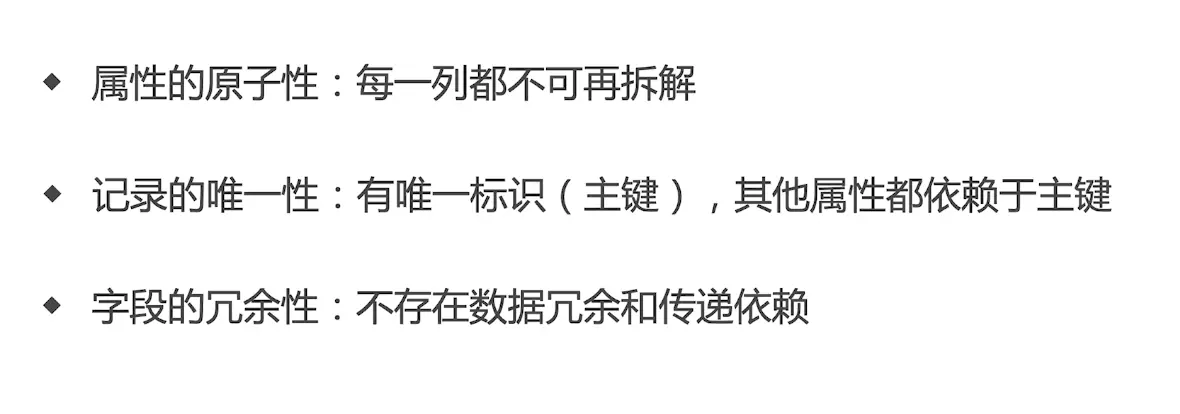 ◆ 属性的原子性：每一列都不可再拆解
◆ 记录的唯一性：有唯一标识（主键），其他属性都依赖于主键
◆ 字段的冗余性：不存在数据冗余和传递依赖